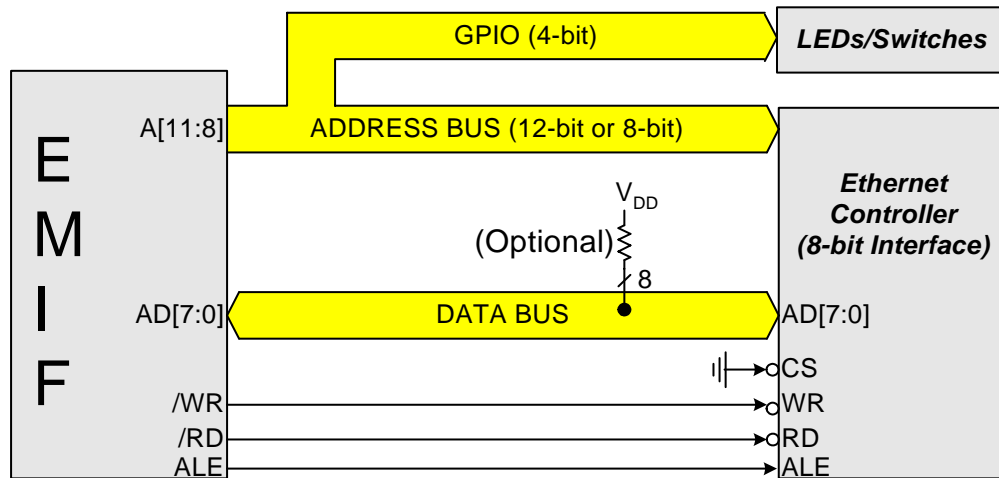 GPIO (4-bit)
LEDs/Switches
A[11:8]
ADDRESS BUS (12-bit or 8-bit)
E
M
I
F
Ethernet
Controller
(8-bit Interface)
VDD
(Optional)
8
AD[7:0]
DATA BUS
AD[7:0]
CS
/WR
WR
/RD
RD
ALE
ALE